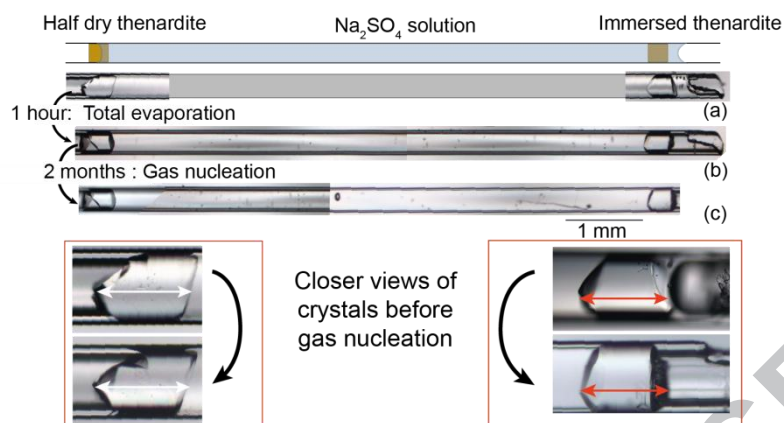 Half dry thenardite
Na₂SO₄ solution
Immersed thenardite
(a)
1 hour: Total evaporation
(b)
2 months : Gas nucleation
(c)
1 mm
Closer views of
crystals before
gas nucleation